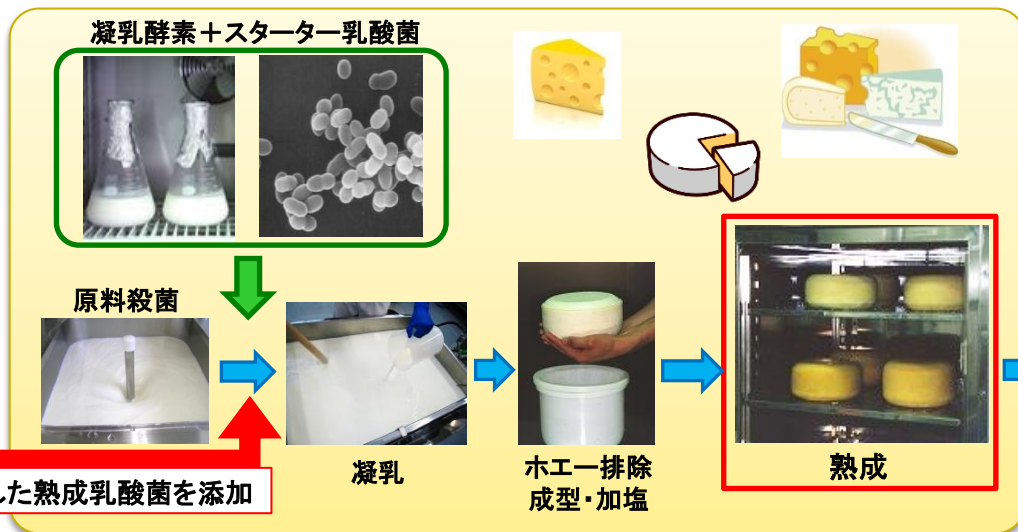 凝乳酵素＋スターター乳酸菌
原料殺菌
凝乳
ホエー排除
成型・加塩
熟成
した熟成乳酸菌を添加